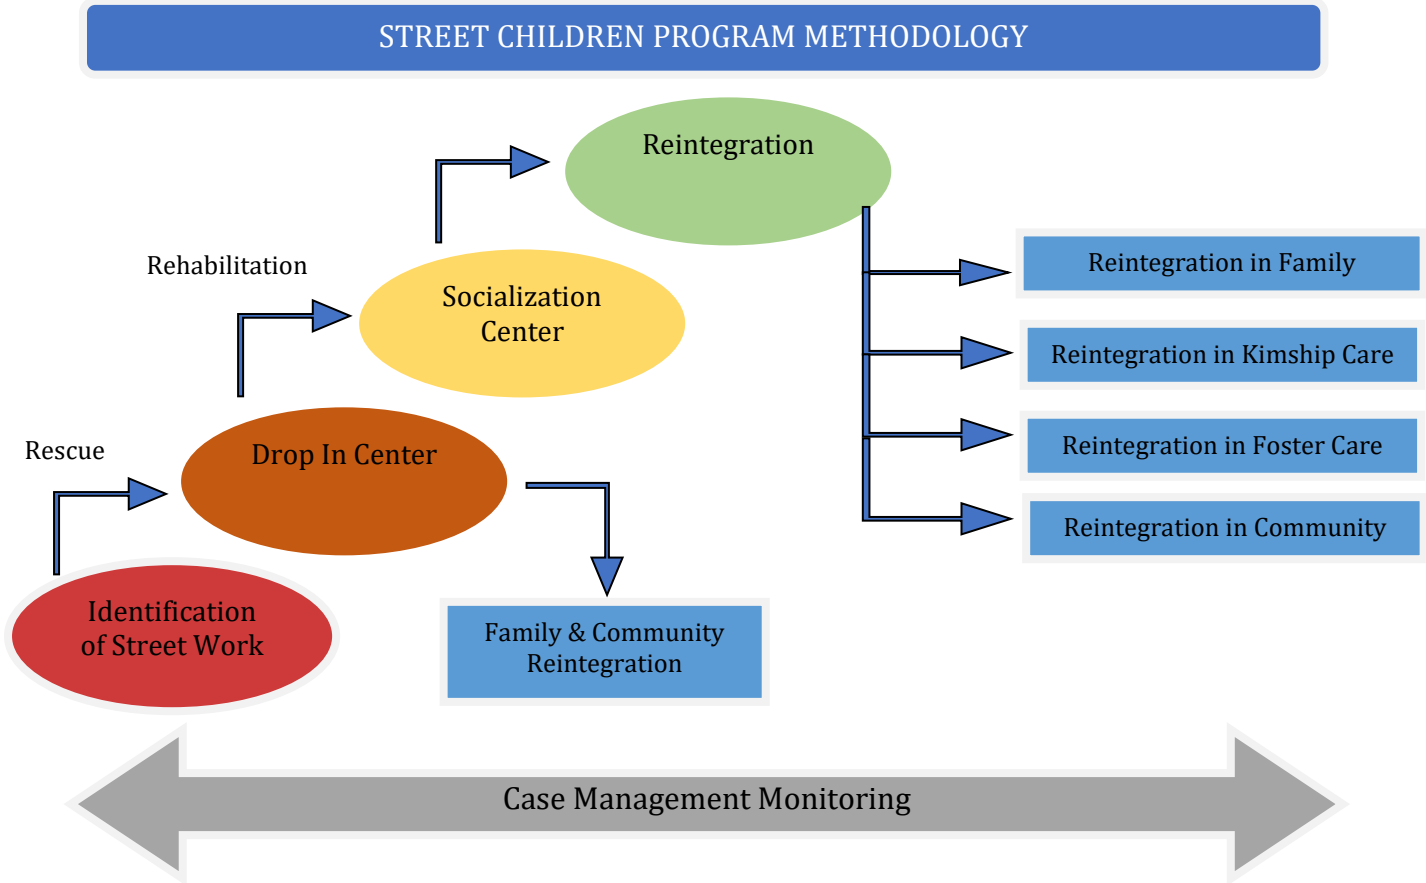 STREET CHILDREN PROGRAM METHODOLOGY
Reintegration
Rehabilitation
Socialization
Center
Rescue
Drop In Center
Identification
of Street Work
Family & Community
Reintegration
Reintegration in Family
Reintegration in Kimship Care
Reintegration in Foster Care
Reintegration in Community
Case Management Monitoring